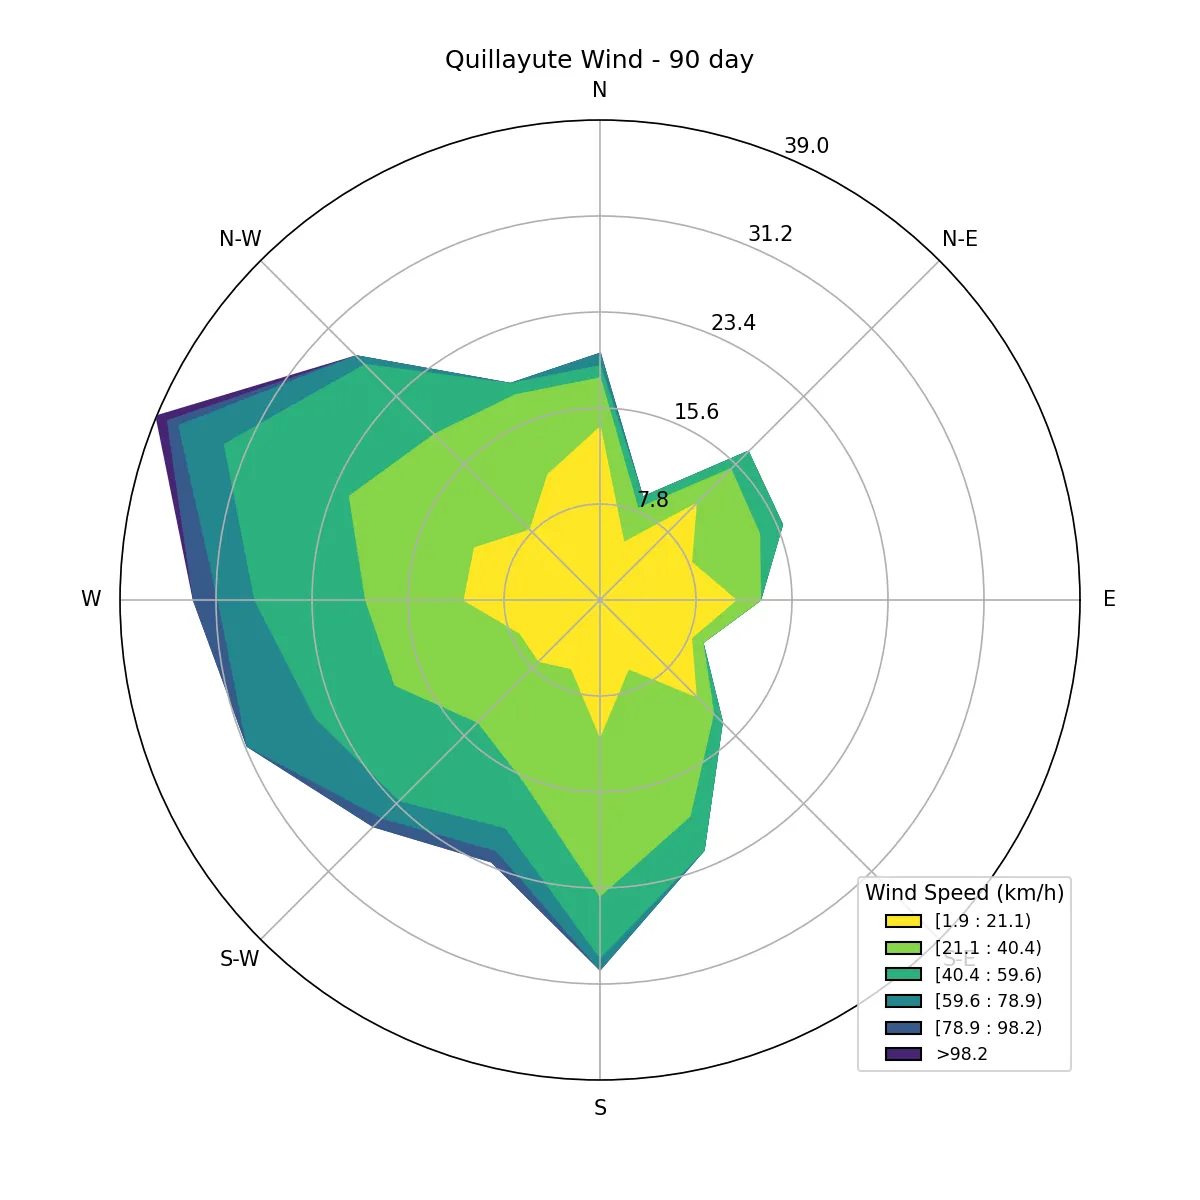 Quillayute Wind - 90 day
N
39.0
31.2
N-W
N-E
23.4
15.6
7.8
W
E
Wind Speed (km/h)
[1.9 : 21.1)
[21.1 : 40.4)
S-W
S-E
[40.4 : 59.6)
[59.6 : 78.9)
[78.9 : 98.2)
>98.2
S